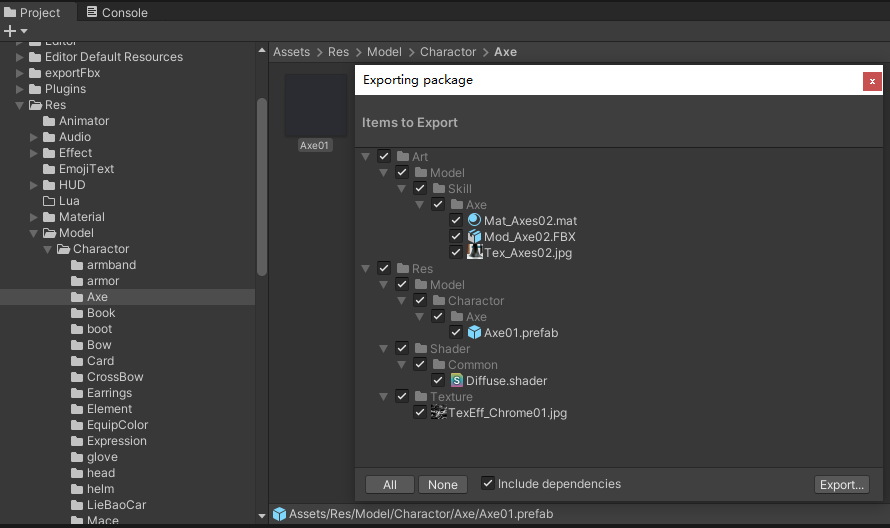 Project
Console
Editor
Editor Default Resources
exportFbx
Plugins
Res
Animator
Audio
Effect
EmojiText
HUD
Lua
Material
Model
Charactor
armband
armor
Axe
Book
boot
Bow
Card
CrossBow
Earrings
Element
EquipColor
Expression
glove
head
helm
LieBaoCar
Mace
Assets > Res > Model > Charactor > Axe
Axe01
Exporting package
x
Items to Export
Art
Model
Skill
Axe
Mat_Axes02.mat
Mod_Axe02.FBX
Tex_Axes02.jpg
Res
Model
Charactor
Axe
Axe01.prefab
Shader
Common
Diffuse.shader
Texture
TexEff_Chrome01.jpg
All
None
Include dependencies
Export...
Assets/Res/Model/Charactor/Axe/Axe01.prefab